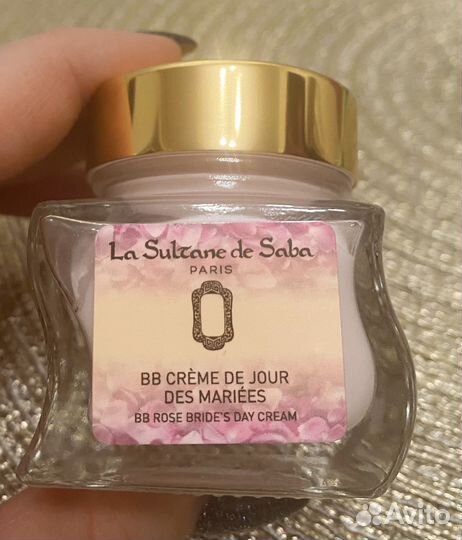 La Sultane de Saba
PARIS
BB CRÈME DE JOUR
DES MARIÉES
BB ROSE BRIDE'S DAY CREAM
Avito